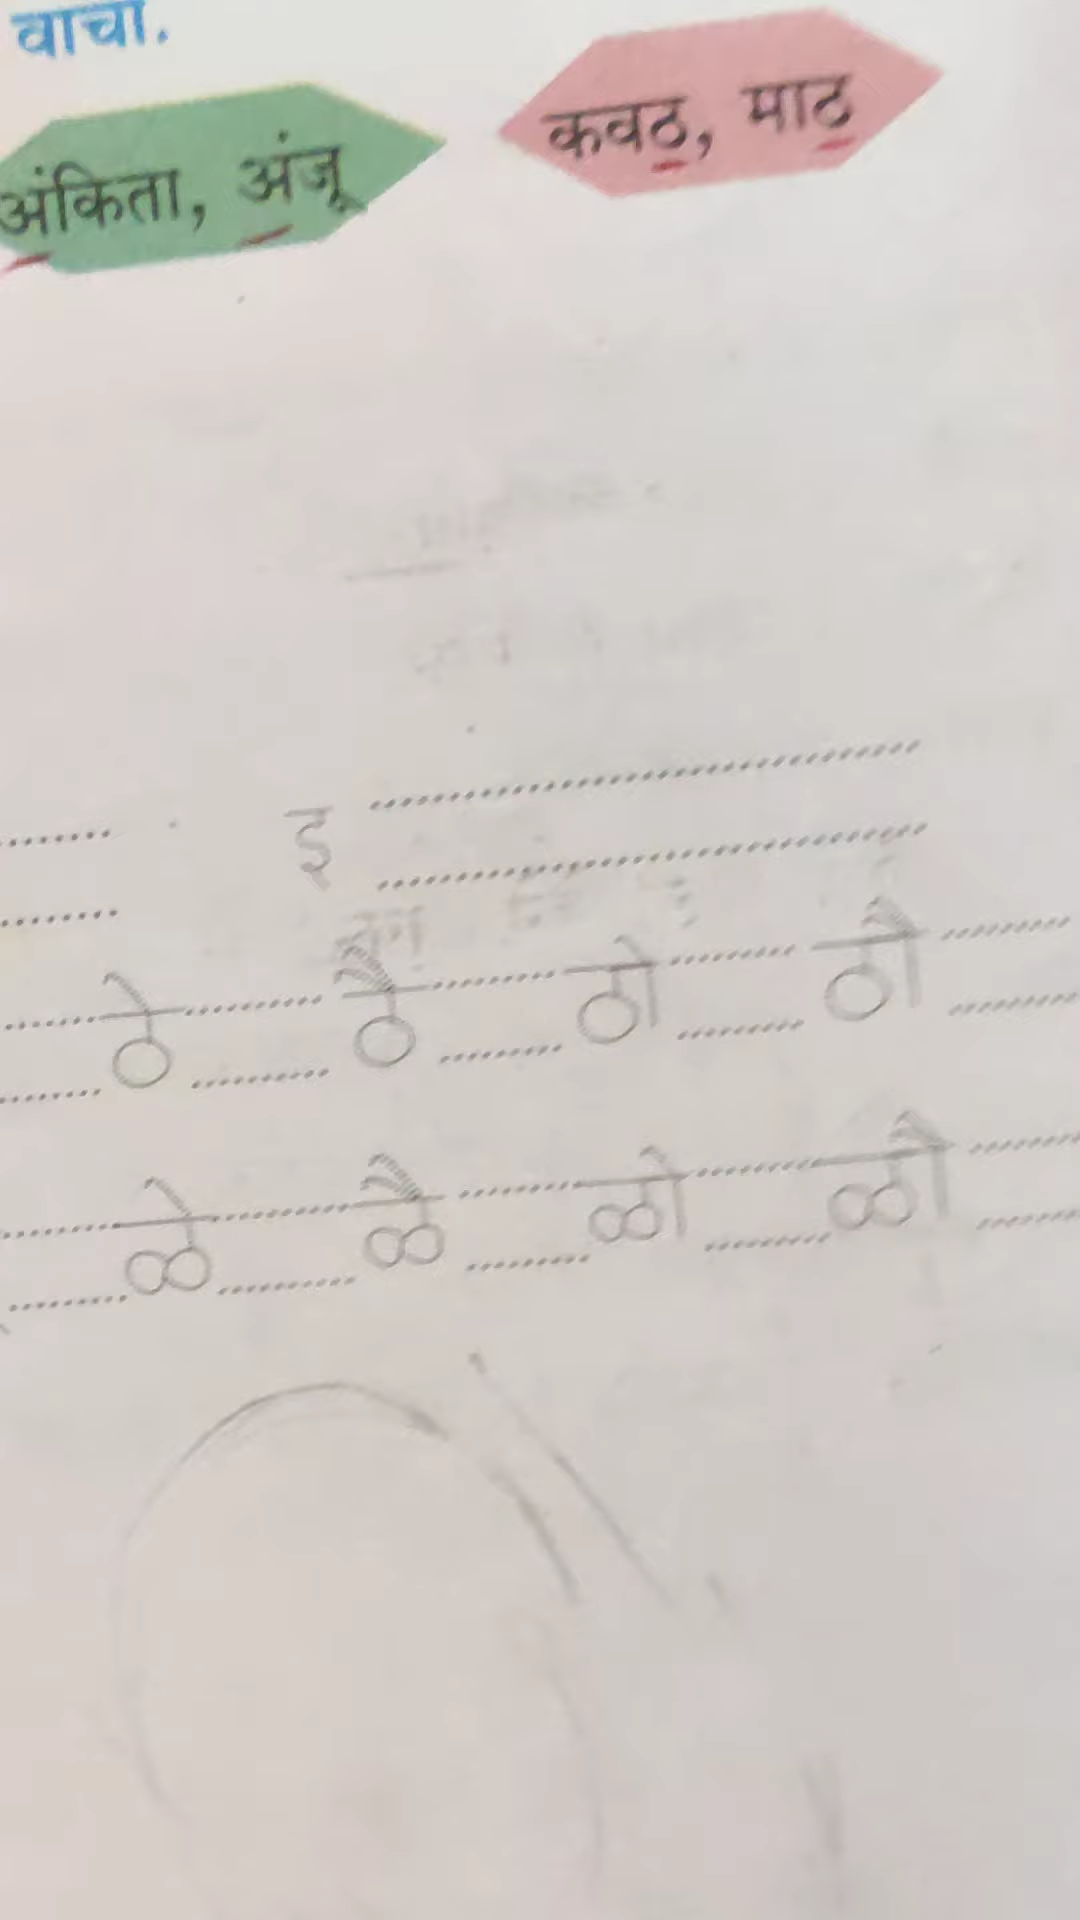 वाचा.
अंकिता, अंजू
कवठ, माठ
इ
ठे ठै ठो ठौ
ळे ळै ळो ळौ